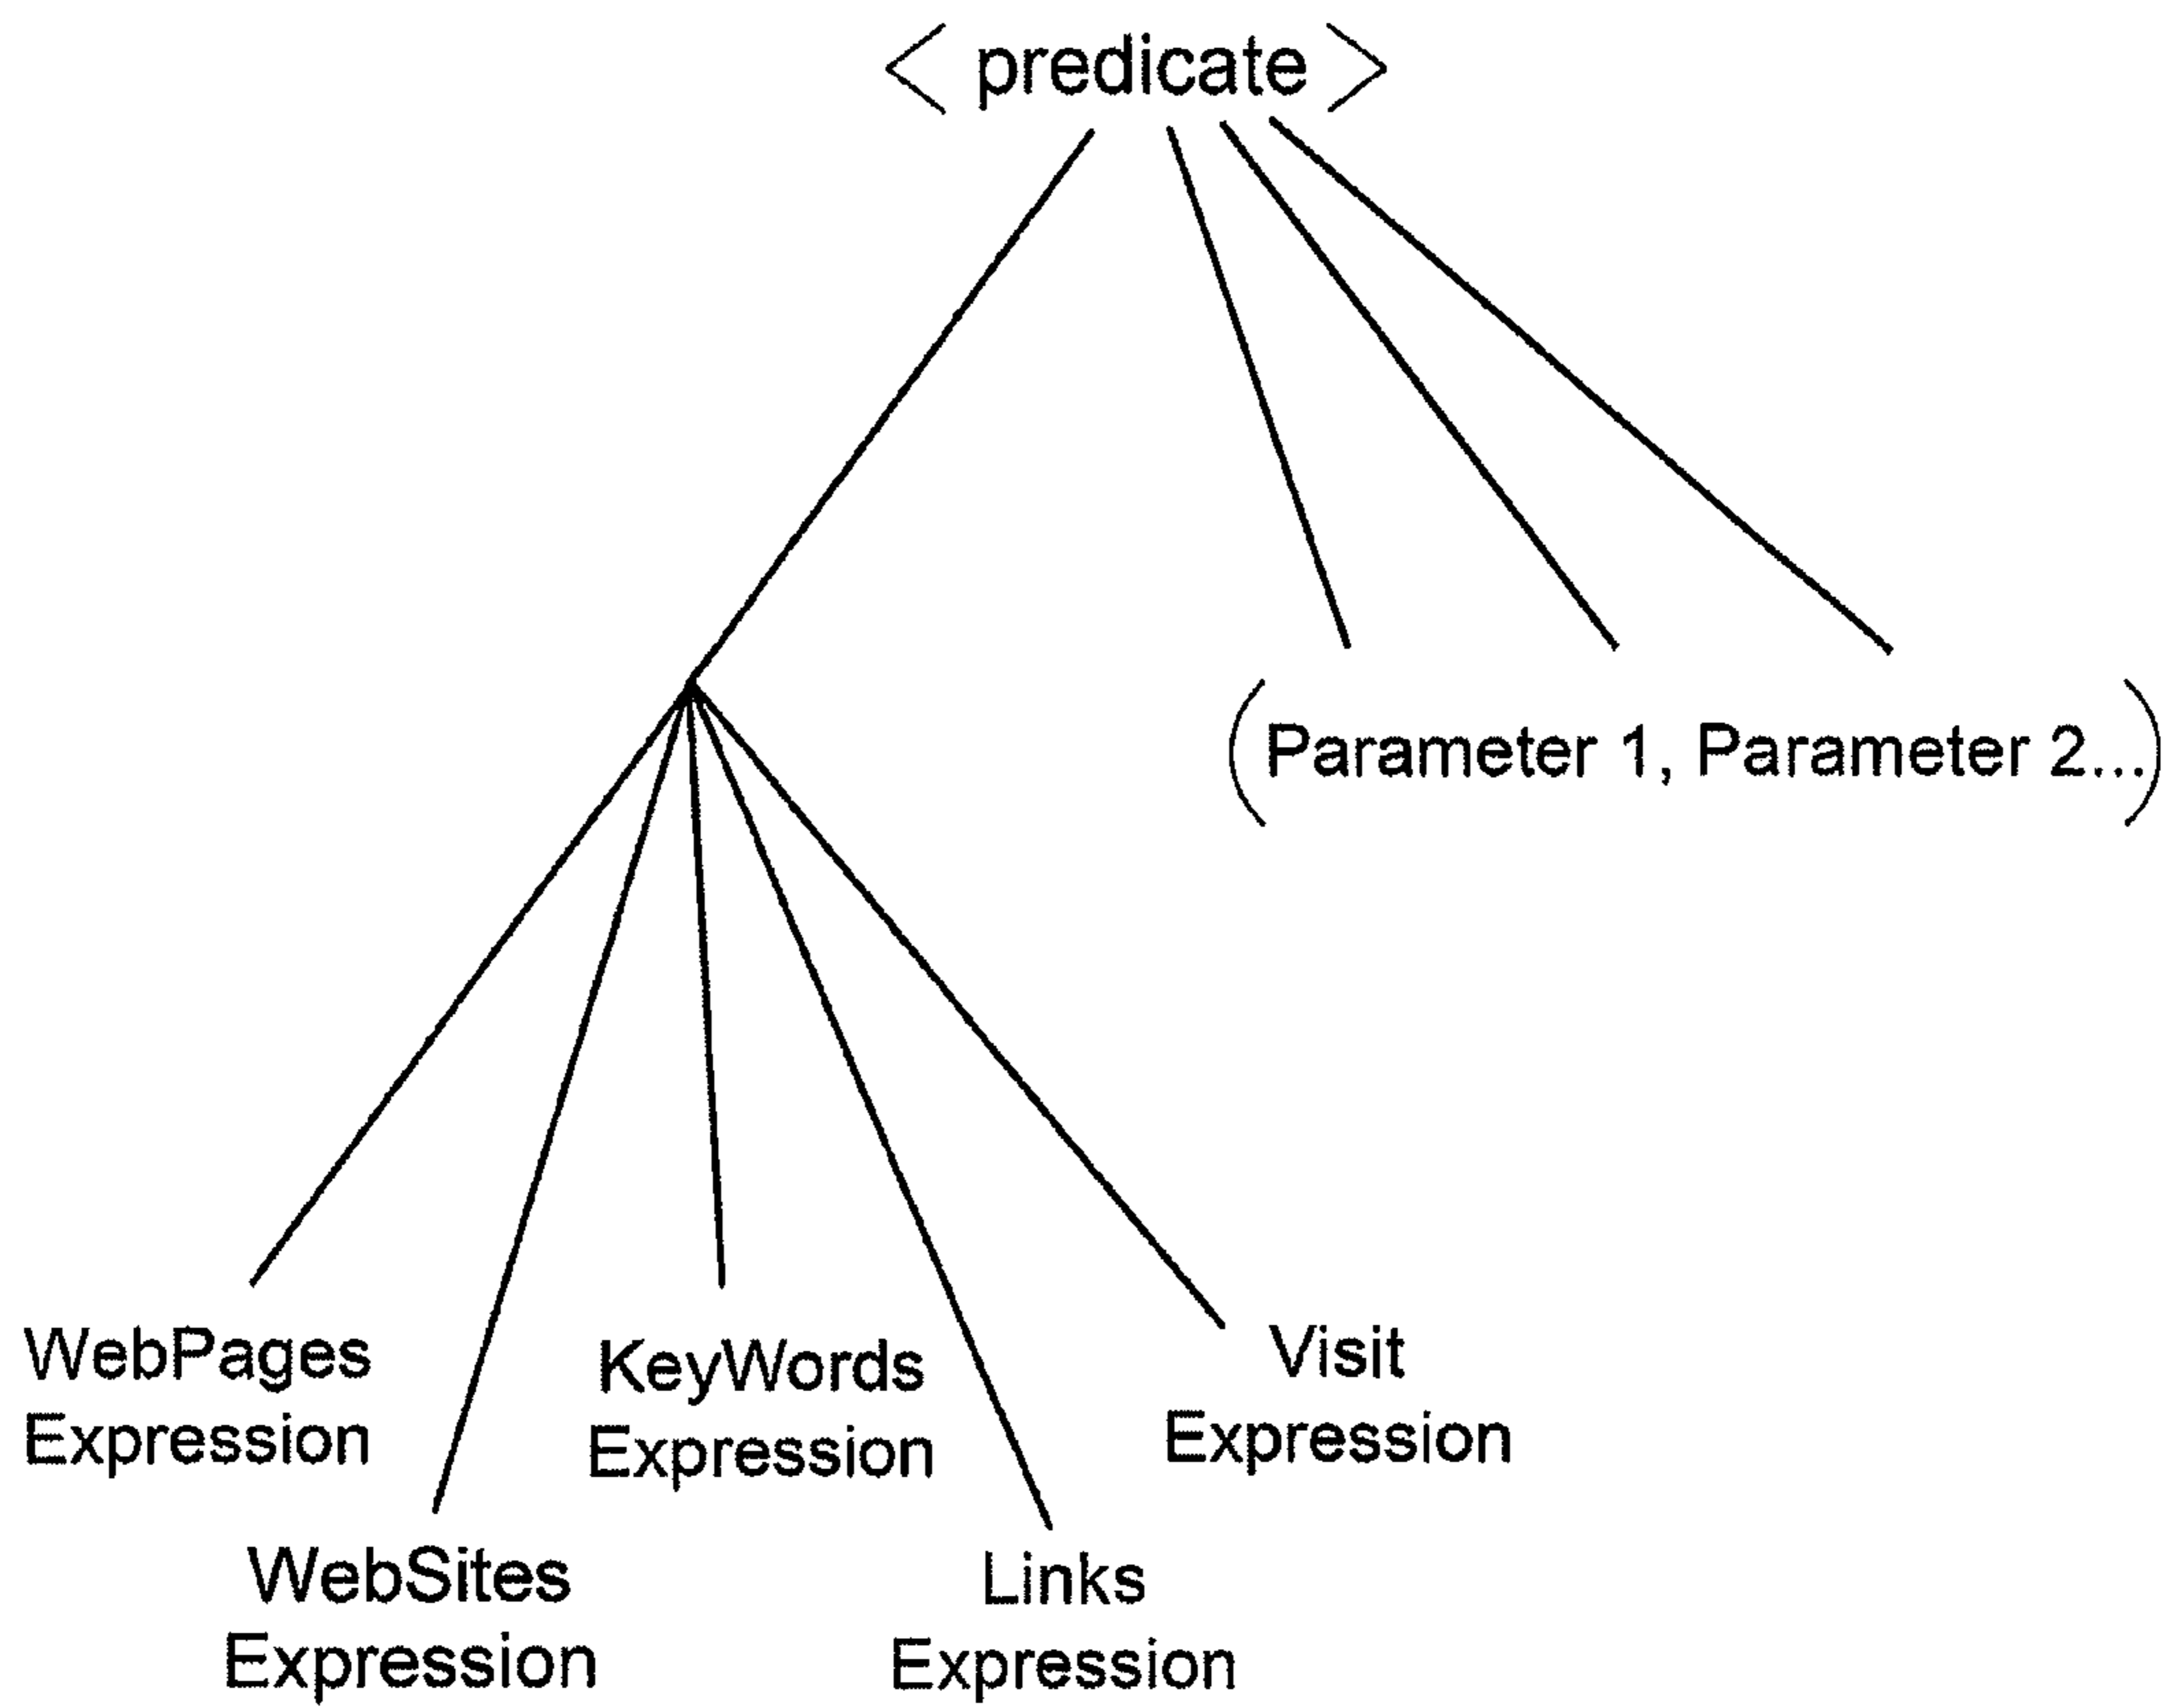 < predicate >
(Parameter 1, Parameter 2...)
WebPages
Expression
KeyWords
Expression
Visit
Expression
WebSites
Expression
Links
Expression